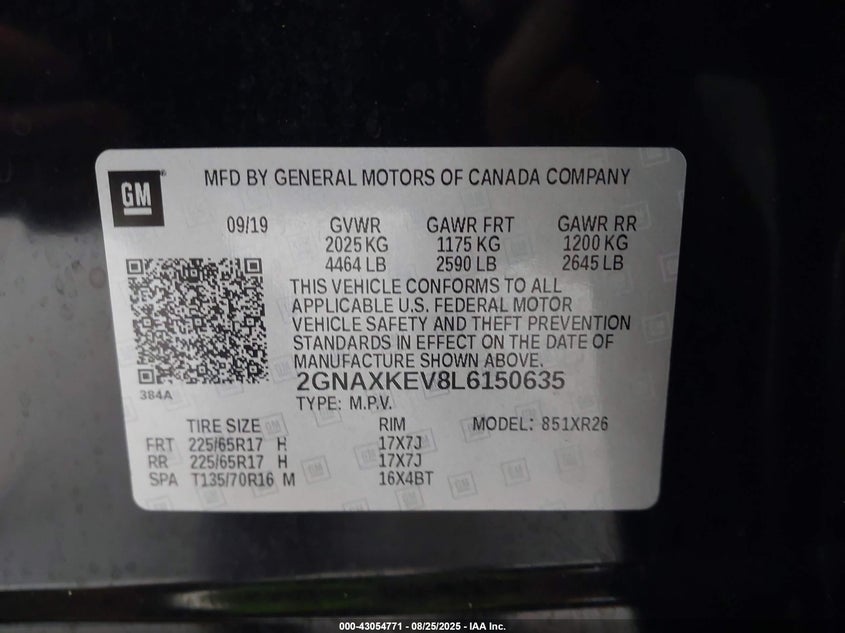 GM
MFD BY GENERAL MOTORS OF CANADA COMPANY
09/19 GVWR GAWR FRT GAWR RR
2025 KG 1175 KG 1200 KG
4464 LB 2590 LB 2645 LB
THIS VEHICLE CONFORMS TO ALL
APPLICABLE U.S. FEDERAL MOTOR
VEHICLE SAFETY AND THEFT PREVENTION
STANDARDS IN EFFECT ON THE DATE OF
MANUFACTURE SHOWN ABOVE.
384A
2GNAXKEV8L6150635
TYPE: M.P.V.
TIRE SIZE RIM MODEL: 851XR26
FRT 225/65R17 H 17X7J
RR 225/65R17 H 17X7J
SPA T135/70R16 M 16X4BT
000-43054771 - 08/25/2025 - IAA Inc.